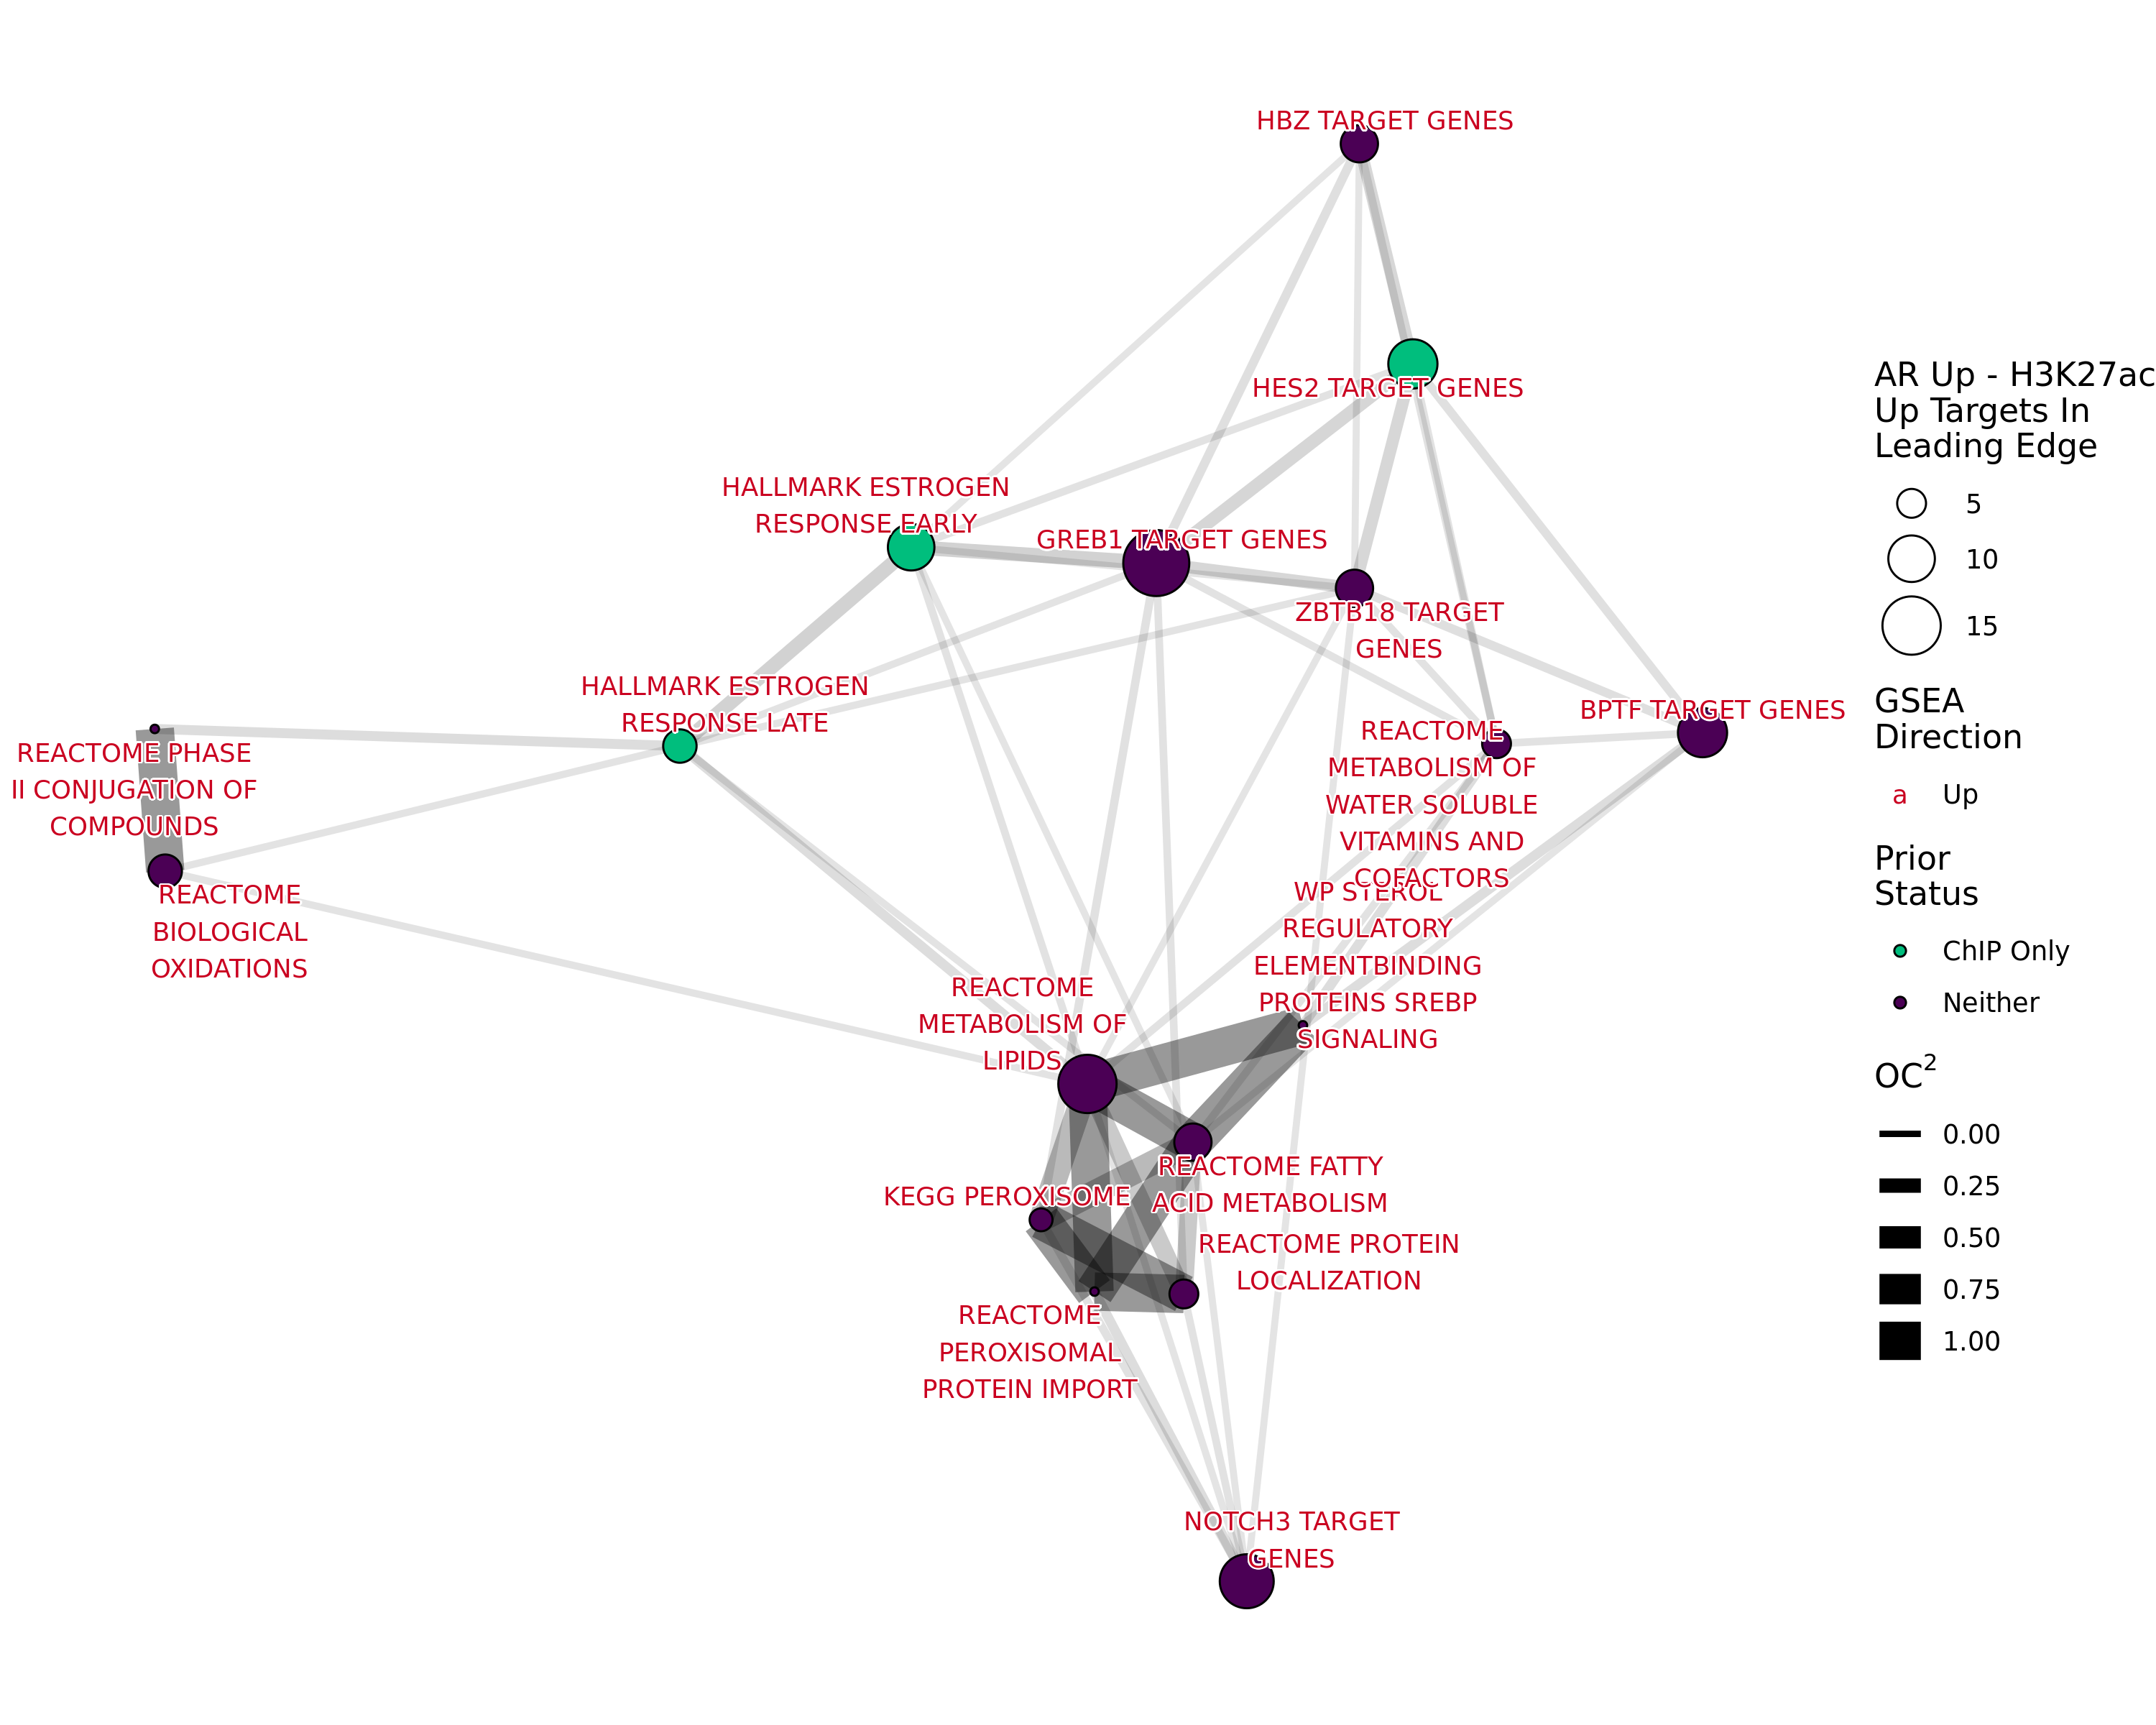 HBZ TARGET GENES
HES2 TARGET GENES
HALLMARK ESTROGEN
RESPONSE EARLY
GREB1 TARGET GENES
ZBTB18 TARGET
GENES
HALLMARK ESTROGEN
RESPONSE LATE
BPTF TARGET GENES
REACTOME PHASE
II CONJUGATION OF
COMPOUNDS
REACTOME
METABOLISM OF
WATER SOLUBLE
VITAMINS AND
COFACTORS
REACTOME
BIOLOGICAL
OXIDATIONS
WP STEROL
REGULATORY
ELEMENTBINDING
PROTEINS SREBP
SIGNALING
REACTOME
METABOLISM OF
LIPIDS
REACTOME FATTY
ACID METABOLISM
KEGG PEROXISOME
REACTOME PROTEIN
LOCALIZATION
REACTOME
PEROXISOMAL
PROTEIN IMPORT
NOTCH3 TARGET
GENES
AR Up - H3K27ac
Up Targets In
Leading Edge
5
10
15
GSEA
Direction
a Up
Prior
Status
ChIP Only
Neither
OC²
0.00
0.25
0.50
0.75
1.00